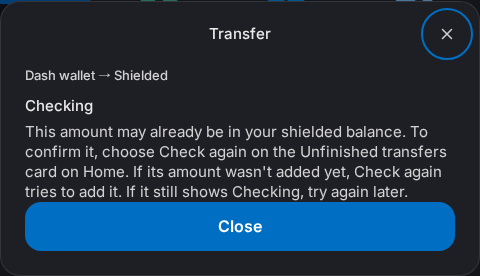 Transfer
Dash wallet → Shielded
Checking
This amount may already be in your shielded balance. To
confirm it, choose Check again on the Unfinished transfers
card on Home. If its amount wasn't added yet, Check again
tries to add it. If it still shows Checking, try again later.
Close